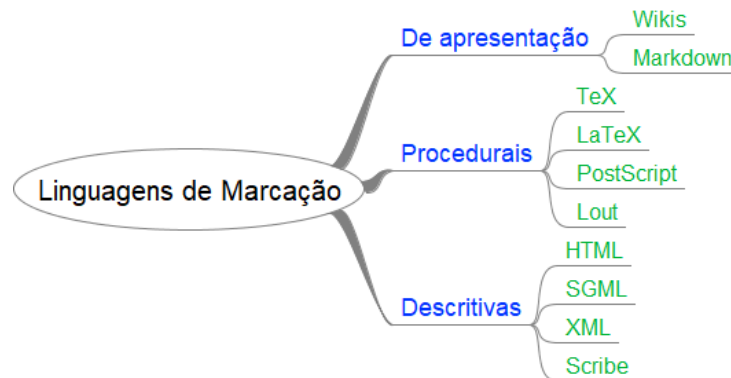 Linguagens de Marcação
De apresentação
Wikis
Markdown
Procedurais
TeX
LaTeX
PostScript
Lout
Descritivas
HTML
SGML
XML
Scribe